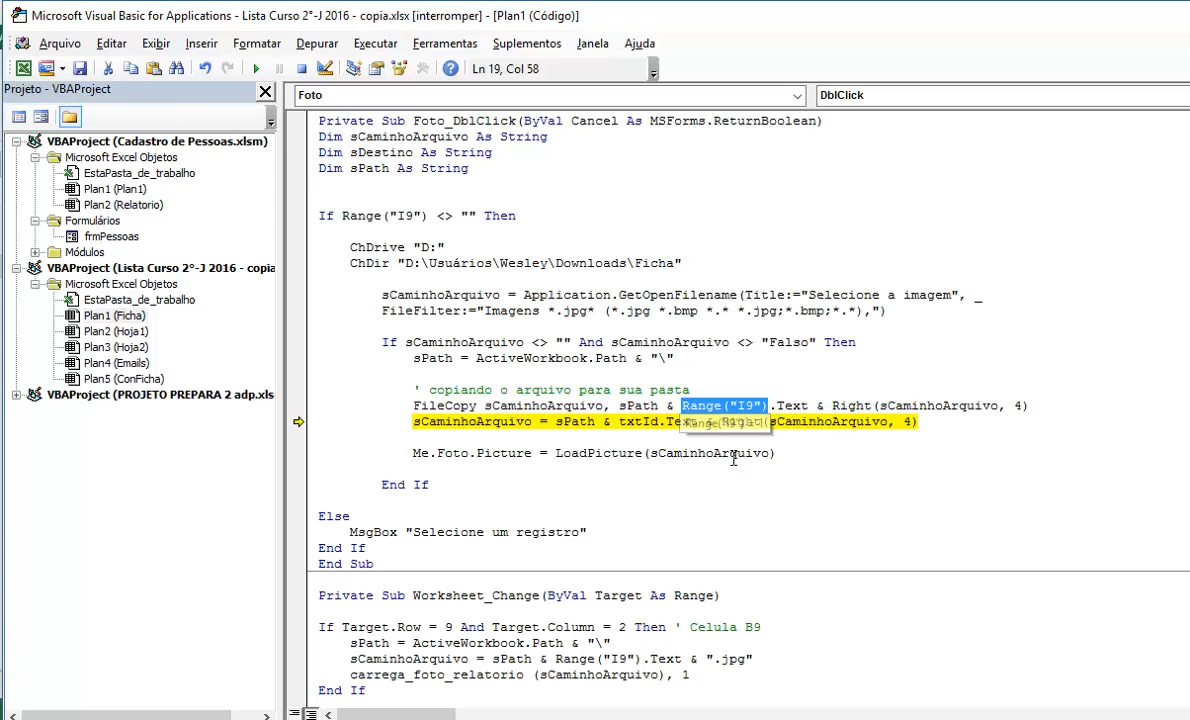 Microsoft Visual Basic for Applications - Lista Curso 2°-J 2016 - copia.xlsx [interromper] - [Plan1 (Código)]
Arquivo Editar Exibir Inserir Formatar Depurar Executar Ferramentas Suplementos Janela Ajuda
Ln 19, Col 58
Projeto - VBAProject
VBAProject (Cadastro de Pessoas.xlsm)
Microsoft Excel Objetos
EstaPasta_de_trabalho
Plan1 (Plan1)
Plan2 (Relatorio)
Formulários
frmPessoas
Módulos
VBAProject (Lista Curso 2°-J 2016 - copia
Microsoft Excel Objetos
EstaPasta_de_trabalho
Plan1 (Ficha)
Plan2 (Hoja1)
Plan3 (Hoja2)
Plan4 (Emails)
Plan5 (ConFicha)
VBAProject (PROJETO PREPARA 2 adp.xls
Foto DblClick
Private Sub Foto_DblClick(ByVal Cancel As MSForms.ReturnBoolean)
Dim sCaminhoArquivo As String
Dim sDestino As String
Dim sPath As String
If Range("I9") <> "" Then
ChDrive "D:"
ChDir "D:\Usuários\Wesley\Downloads\Ficha"
sCaminhoArquivo = Application.GetOpenFilename(Title:="Selecione a imagem", _
FileFilter:="Imagens *.jpg* (*.jpg *.bmp *.* *.jpg;*.bmp;*.*),")
If sCaminhoArquivo <> "" And sCaminhoArquivo <> "Falso" Then
sPath = ActiveWorkbook.Path & "\"
' copiando o arquivo para sua pasta
FileCopy sCaminhoArquivo, sPath & Range("I9").Text & Right(sCaminhoArquivo, 4)
sCaminhoArquivo = sPath & txtId.Text & Right(sCaminhoArquivo, 4)
Me.Foto.Picture = LoadPicture(sCaminhoArquivo)
End If
Else
MsgBox "Selecione um registro"
End If
End Sub
Private Sub Worksheet_Change(ByVal Target As Range)
If Target.Row = 9 And Target.Column = 2 Then ' Celula B9
sPath = ActiveWorkbook.Path & "\"
sCaminhoArquivo = sPath & Range("I9").Text & ".jpg"
carrega_foto_relatorio (sCaminhoArquivo), 1
End If